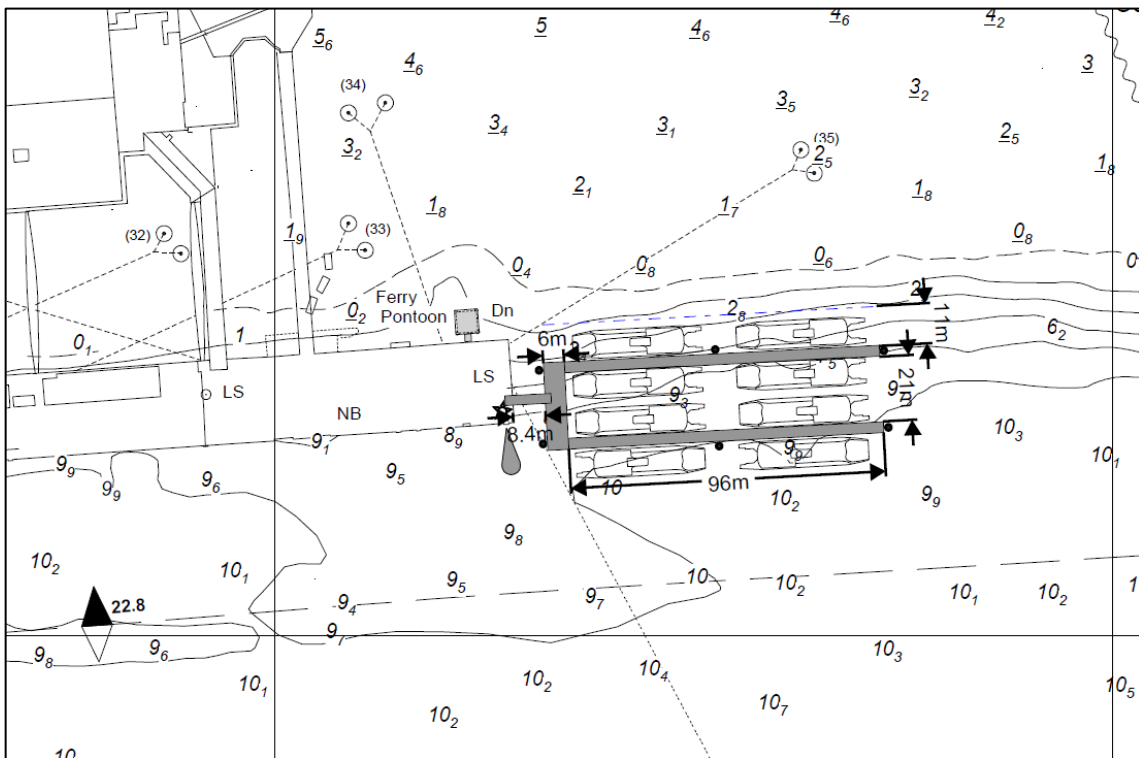 5 4₆ 4₂
5₆ 4₆ 4₆ 3
(34) 3₅ 3₂
3₄ 3₁ (35) 2₅
3₂ 2₅ 1₈
2₁ 1₈
1₈ 1₇
(32) 1₉ (33)
0₄ 0₈ 0₆ 0₈ 0
Ferry
Pontoon Dn
0₂ 2₈ 2
0₁ 1 6m 11m 6₂
LS LS 5
NB 9₃ 9 21m
9₁ 8₉ 8.4m 10₃
9₉ 9₆ 9₅ 9₉ 10₁
9₉ 10 96m 10₂ 9₉
9₈
10₂ 10₁ 9₅ 10 10₂ 10₁ 10₂ 1
22.8 9₄ 9₇
9₇
9₈ 9₆ 10₃
10₁ 10₂ 10₄ 10₅
10₂ 10₇
10